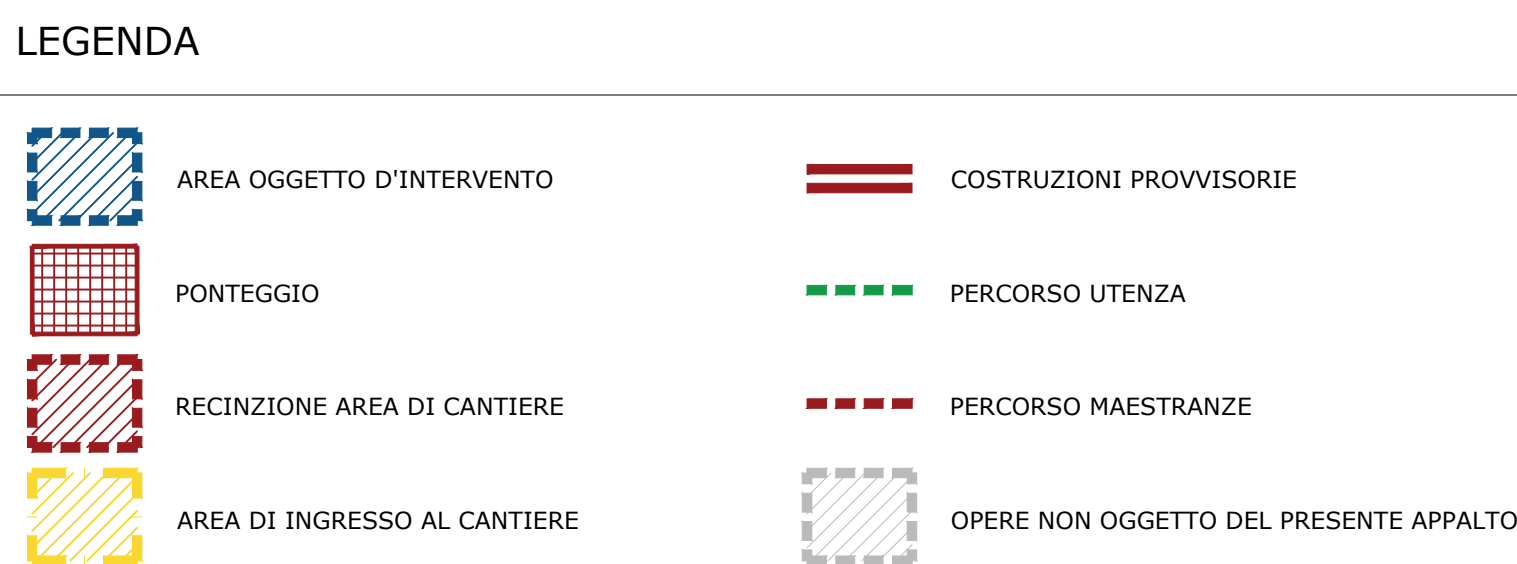 LEGENDA
AREA OGGETTO D'INTERVENTO
COSTRUZIONI PROVVISORIE
PONTEGGIO
PERCORSO UTENZA
RECINZIONE AREA DI CANTIERE
PERCORSO MAESTRANZE
AREA DI INGRESSO AL CANTIERE
OPERE NON OGGETTO DEL PRESENTE APPALTO